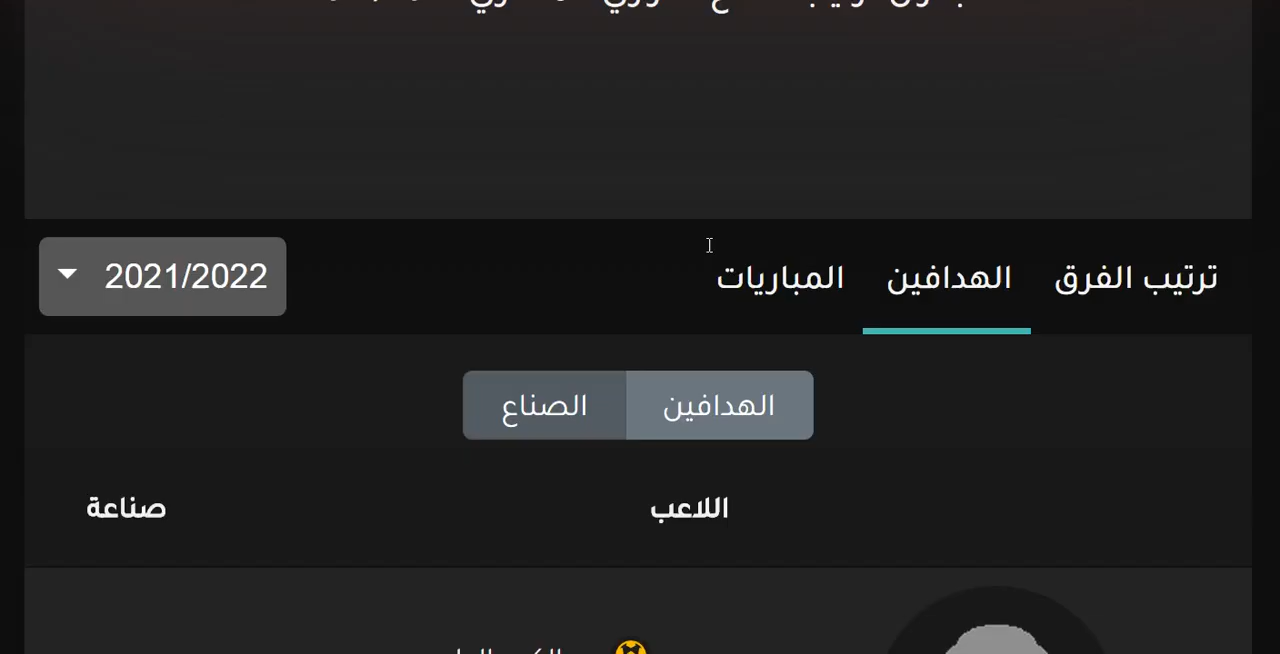 ترتيب الفرق الهدافين المباريات 2021/2022
الهدافين الصناع
اللاعب صناعة